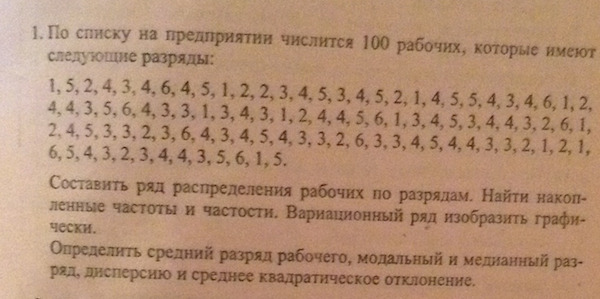 1. По списку на предприятии числится 100 рабочих, которые имеют
следующие разряды:
1, 5, 2, 4, 3, 4, 6, 4, 5, 1, 2, 2, 3, 4, 5, 3, 4, 5, 2, 1, 4, 5, 5, 4, 3, 4, 6, 1, 2,
4, 4, 3, 5, 6, 4, 3, 3, 1, 3, 4, 3, 1, 2, 4, 4, 5, 6, 1, 3, 4, 5, 3, 4, 4, 3, 2, 6, 1,
2, 4, 5, 3, 3, 2, 3, 6, 4, 3, 4, 5, 4, 3, 3, 2, 6, 3, 3, 4, 5, 4, 4, 3, 3, 2, 1, 2, 1,
6, 5, 4, 3, 2, 3, 4, 4, 3, 5, 6, 1, 5.
Составить ряд распределения рабочих по разрядам. Найти накоп-
ленные частоты и частости. Вариационный ряд изобразить графи-
чески.
Определить средний разряд рабочего, модальный и медианный раз-
ряд, дисперсию и среднее квадратическое отклонение.